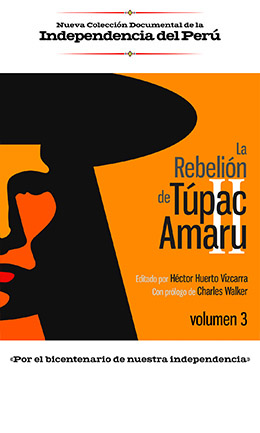 Nueva Colección Documental de la
Independencia del Perú
La
Rebelión
de Túpac
Amaru II
Editado por Héctor Huerto Vizcarra
Con prólogo de Charles Walker
volumen 3
«Por el bicentenario de nuestra independencia»